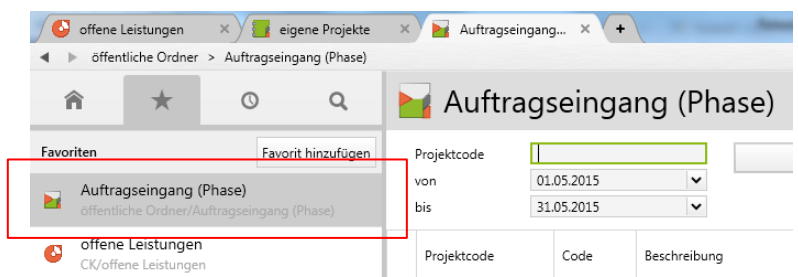 offene Leistungen
eigene Projekte
Auftragseingang...
öffentliche Ordner > Auftragseingang (Phase)
Auftragseingang (Phase)
Favoriten
Favorit hinzufügen
Auftragseingang (Phase)
öffentliche Ordner/Auftragseingang (Phase)
offene Leistungen
CK/offene Leistungen
Projektcode
von 01.05.2015
bis 31.05.2015
Projektcode Code Beschreibung